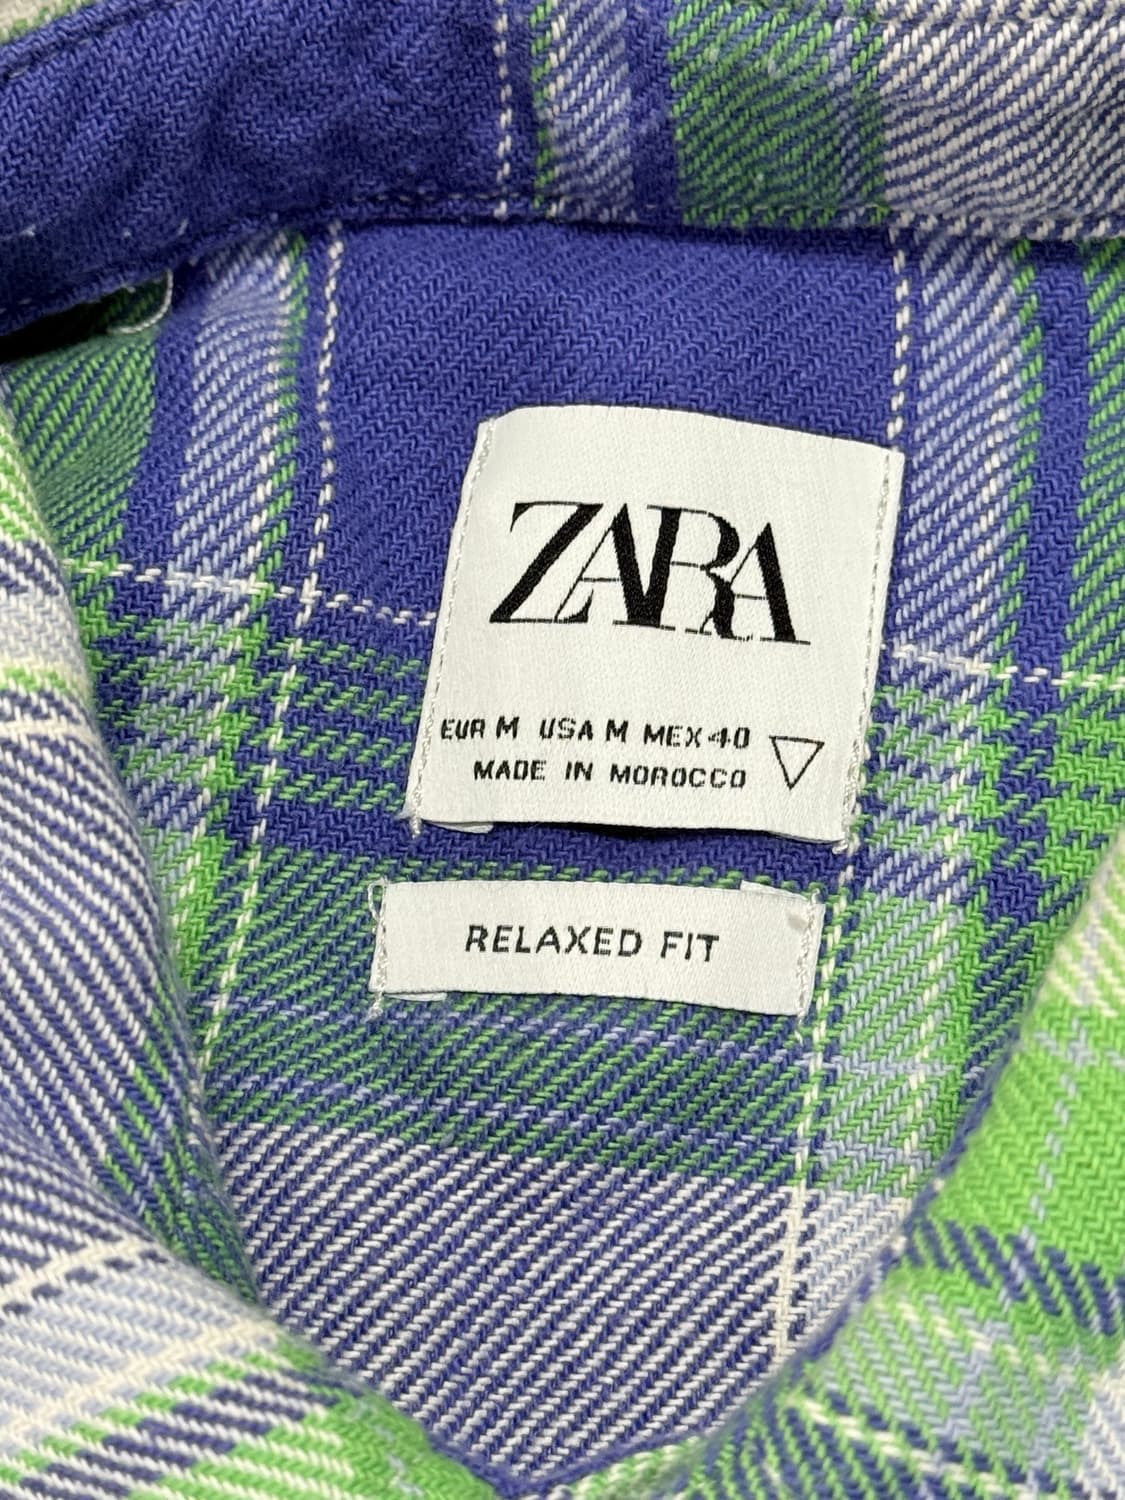 ZARA
EUR M USA M MEX 40
MADE IN MOROCCO
RELAXED FIT